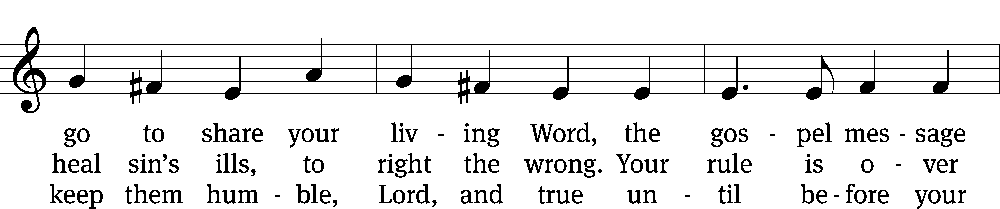 go to share your liv - ing Word, the gos - pel mes - sage
heal sin’s ills, to right the wrong. Your rule is o - ver
keep them hum - ble, Lord, and true un - til be - fore your